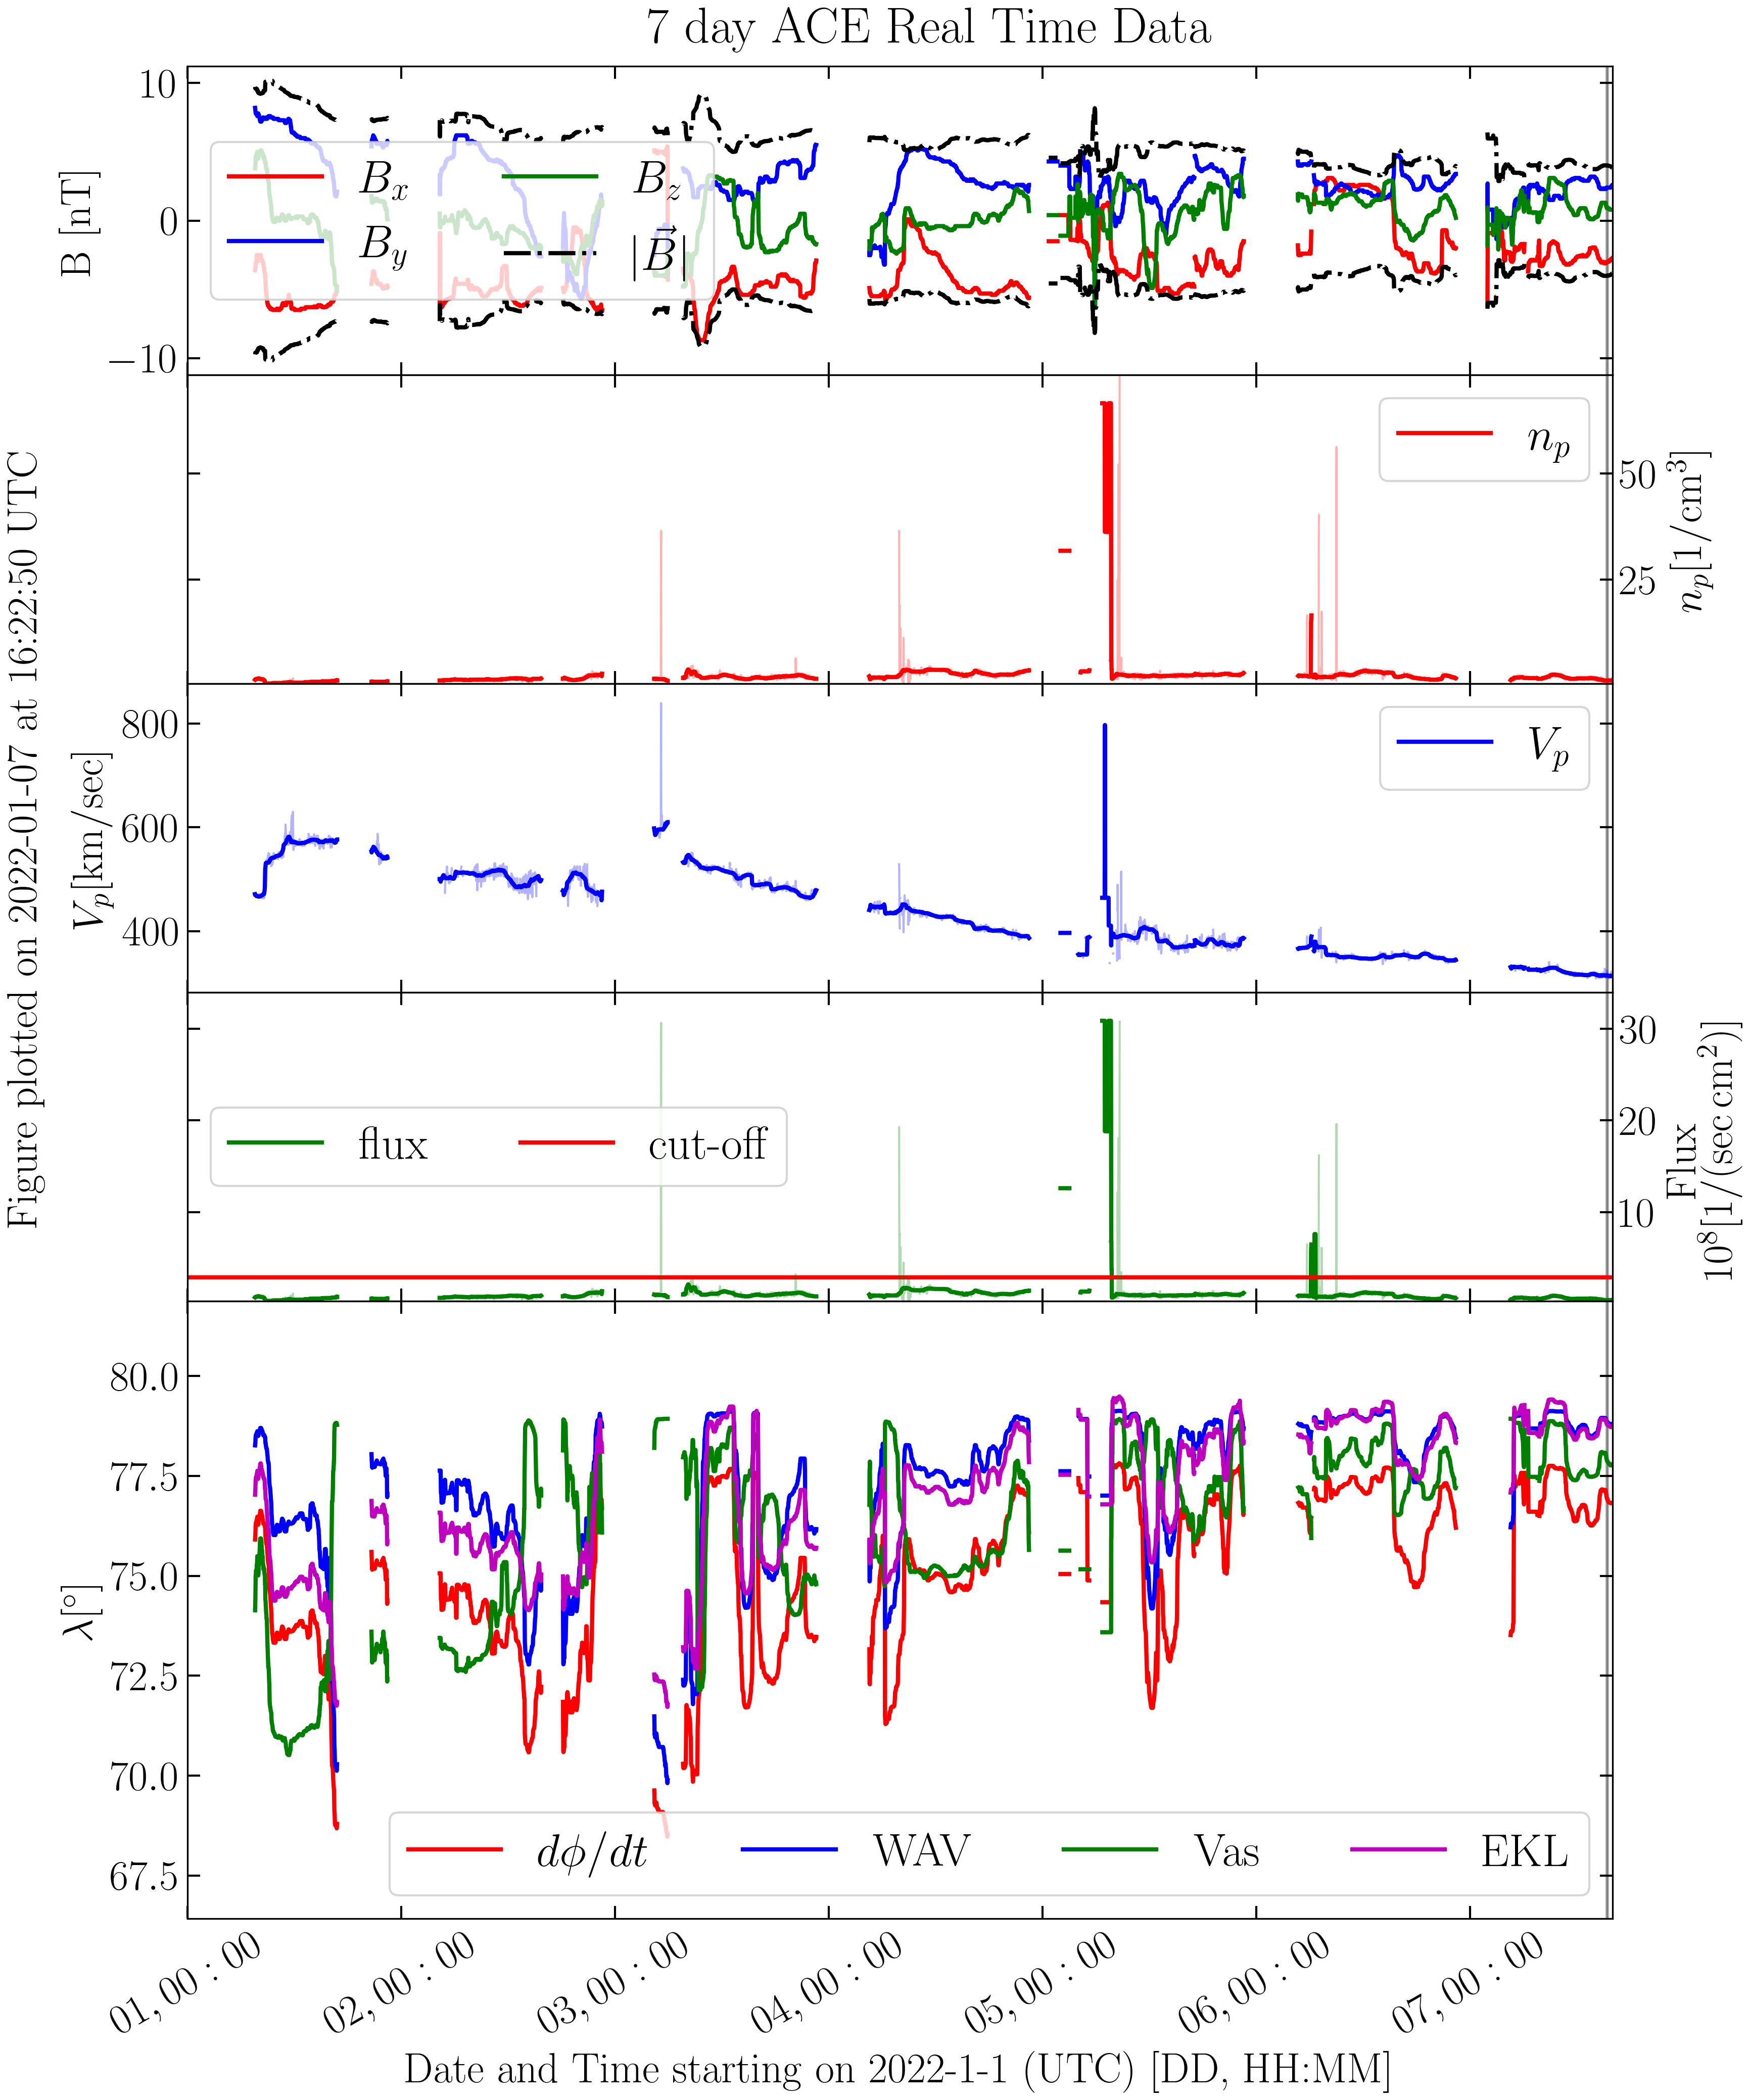 7 day ACE Real Time Data
Figure plotted on 2022-01-07 at 16:22:50 UTC
B [nT]
10
0
−10
B_x
B_y
B_z
|\vec{B}|
n_p
50
25
n_p[1/cm^3]
V_p[km/sec]
800
600
400
V_p
flux
cut-off
30
20
10
Flux
10^8[1/(sec cm^2)]
λ[°]
80.0
77.5
75.0
72.5
70.0
67.5
dϕ/dt
WAV
Vas
EKL
01,00:00
02,00:00
03,00:00
04,00:00
05,00:00
06,00:00
07,00:00
Date and Time starting on 2022-1-1 (UTC) [DD, HH:MM]